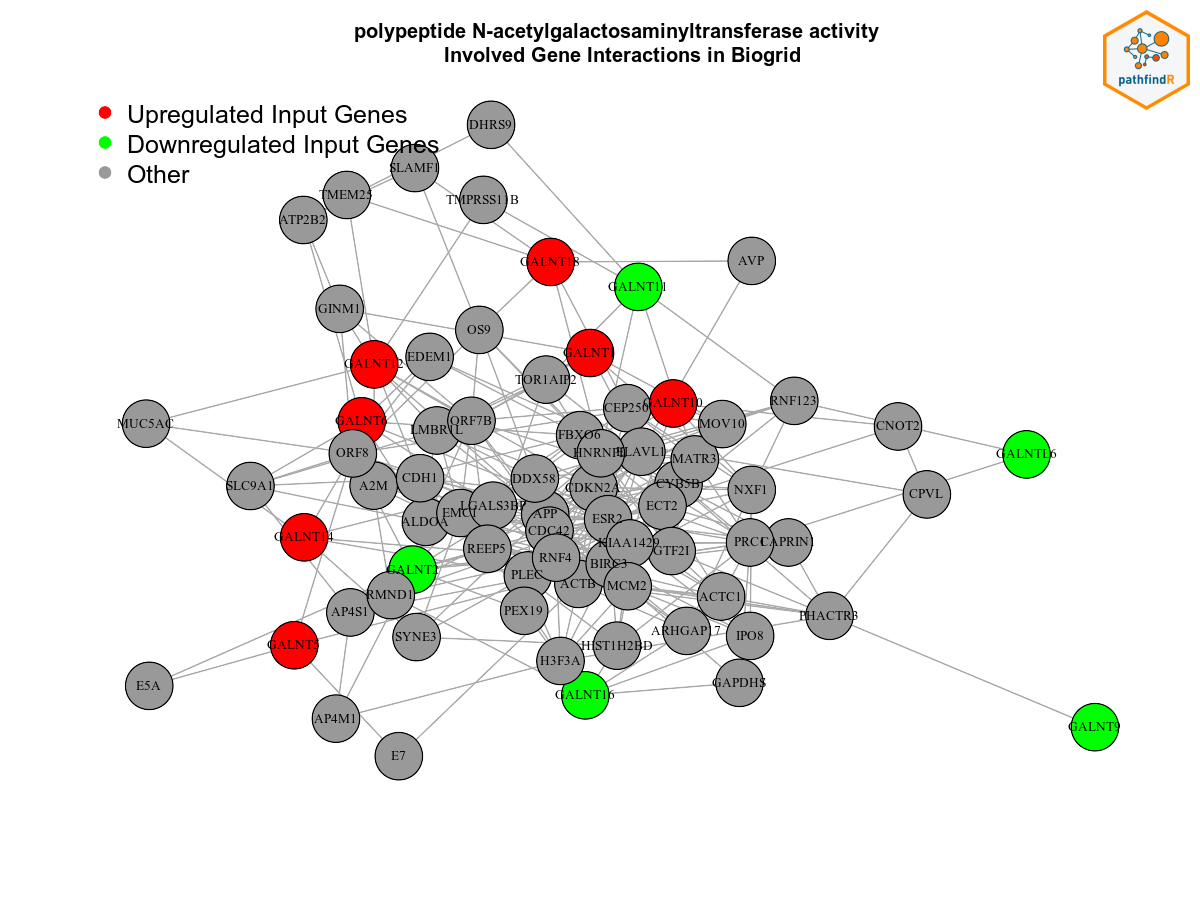 polypeptide N-acetylgalactosaminyltransferase activity
Involved Gene Interactions in Biogrid
pathfindR
Upregulated Input Genes
Downregulated Input Genes
Other
DHRS9
SLAMF1
TMEM25
TMPRSS11B
ATP2B2
GALNT18
AVP
GALNT11
GINM1
OS9
GALNT1
EDEM1
GALNT12
TOR1AIP2
RNF123
GALNT10
CEP250
MUC5AC
GALNT6
ORF7B
MOV10
CNOT2
LMBR1L
FBXO6
ELAVL1
ORF8
GALNTL6
MATR3
CDH1
DDX58
SLC9A1
A2M
CDKN2A
CYB5B
NXF1
CPVL
LGALS3BP
ECT2
EMC1
APP
ESR2
ALDOA
CDC42
GALNT14
KIAA1429
PRC1
CAPRIN1
REEP5
GTF2I
RNF4
BIRC3
GALNT2
PLEC
ACTB
MCM2
RMND1
ACTC1
AP4S1
PEX19
PHACTR3
SYNE3
ARHGAP17
IPO8
GALNT5
HIST1H2BD
H3F3A
E5A
GAPDHS
GALNT16
AP4M1
GALNT9
E7